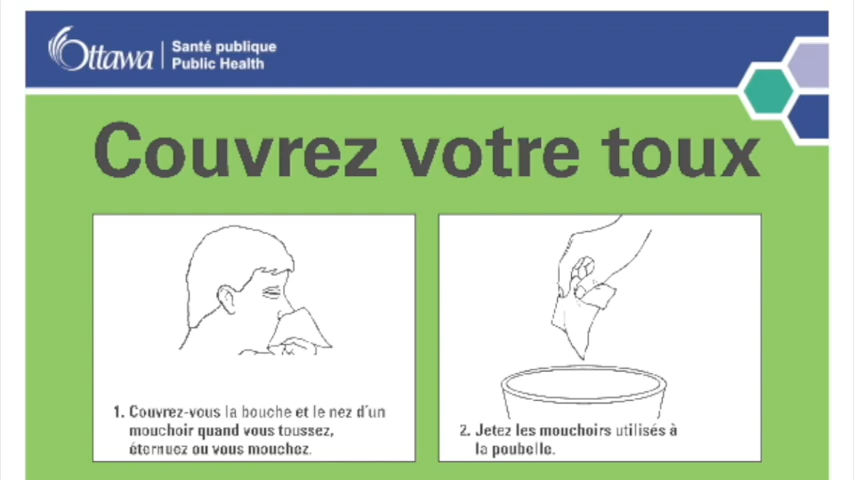 Ottawa
Santé publique
Public Health
Couvrez votre toux
1. Couvrez-vous la bouche et le nez d'un
mouchoir quand vous toussez,
éternuez ou vous mouchez.
2. Jetez les mouchoirs utilisés à
la poubelle.